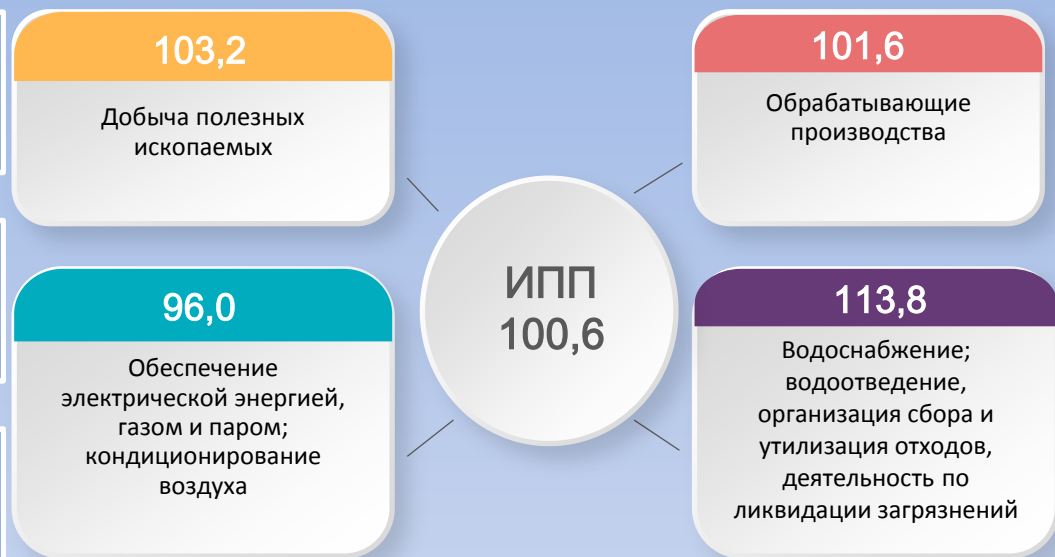 103,2
Добыча полезных
ископаемых
101,6
Обрабатывающие
производства
ИПП
100,6
96,0
Обеспечение
электрической энергией,
газом и паром;
кондиционирование
воздуха
113,8
Водоснабжение;
водоотведение,
организация сбора и
утилизация отходов,
деятельность по
ликвидации загрязнений